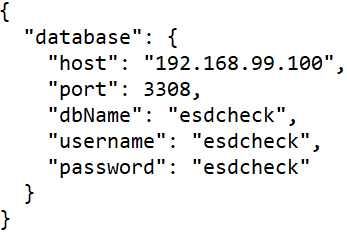 {
  "database": {
    "host": "192.168.99.100",
    "port": 3308,
    "dbName": "esdcheck",
    "username": "esdcheck",
    "password": "esdcheck"
  }
}